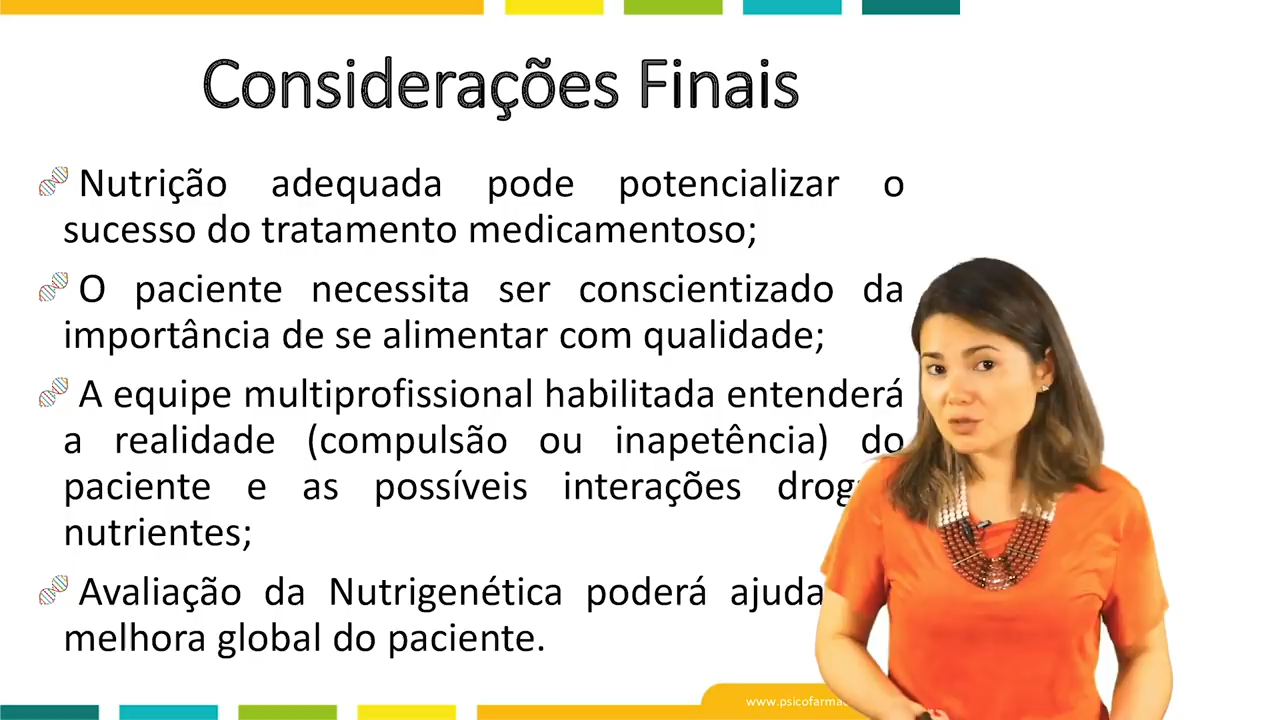 Considerações Finais
Nutrição adequada pode potencializar o
sucesso do tratamento medicamentoso;
O paciente necessita ser conscientizado da
importância de se alimentar com qualidade;
A equipe multiprofissional habilitada entenderá
a realidade (compulsão ou inapetência) do
paciente e as possíveis interações
nutrientes;
Avaliação da Nutrigenética poderá
melhora global do paciente.